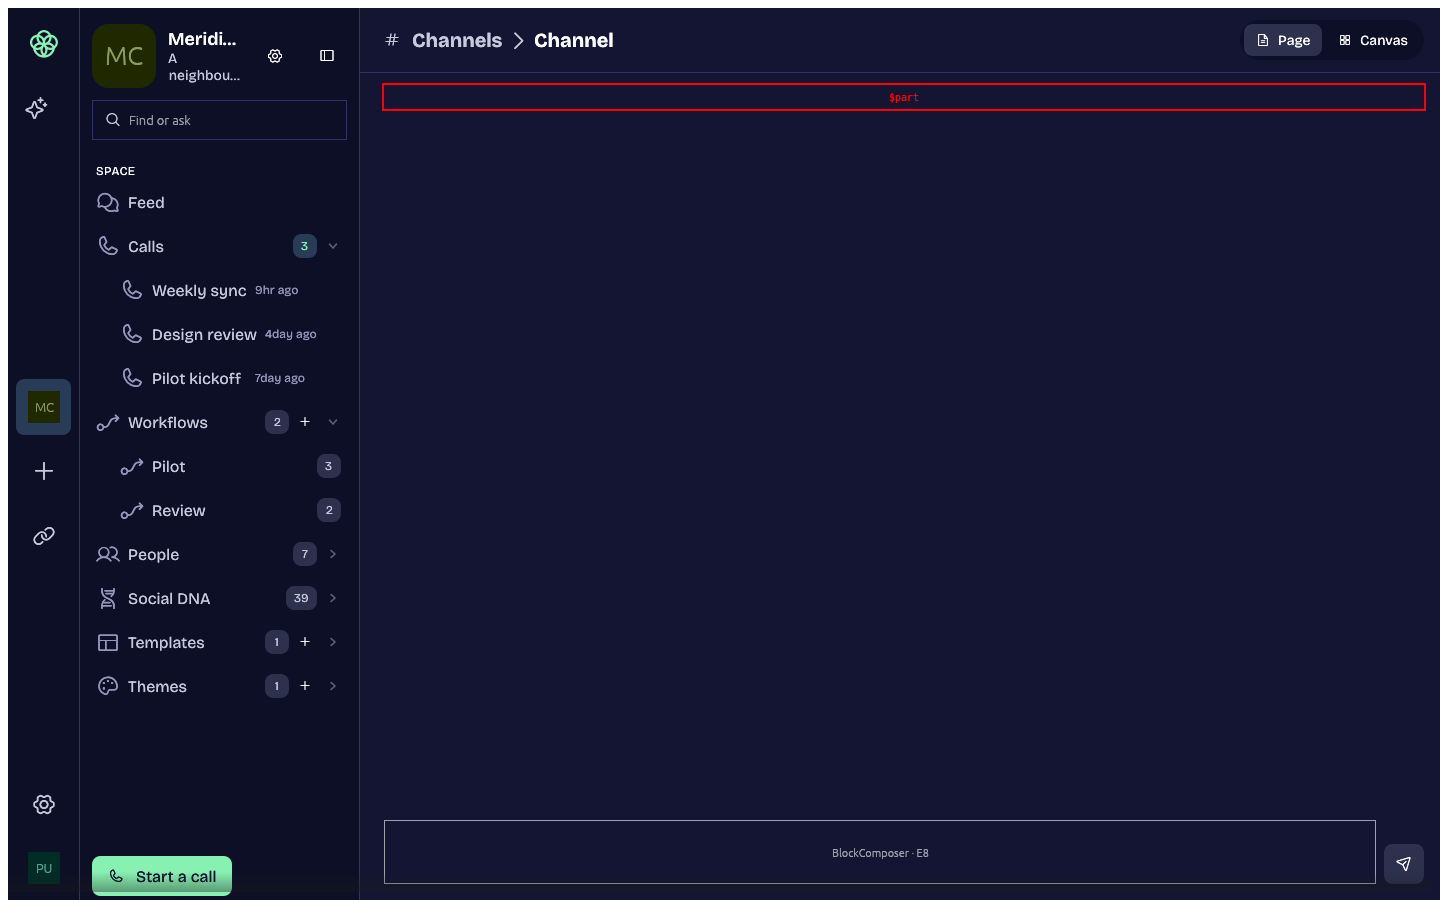 MC
Meridi...
A
neighbou...
Find or ask
SPACE
Feed
Calls 3
Weekly sync 9hr ago
Design review 4day ago
Pilot kickoff 7day ago
Workflows 2 +
Pilot 3
Review 2
People 7
Social DNA 39
Templates 1 +
Themes 1 +
Start a call
MC
PU
# Channels > Channel
Page
Canvas
$part
BlockComposer · E8